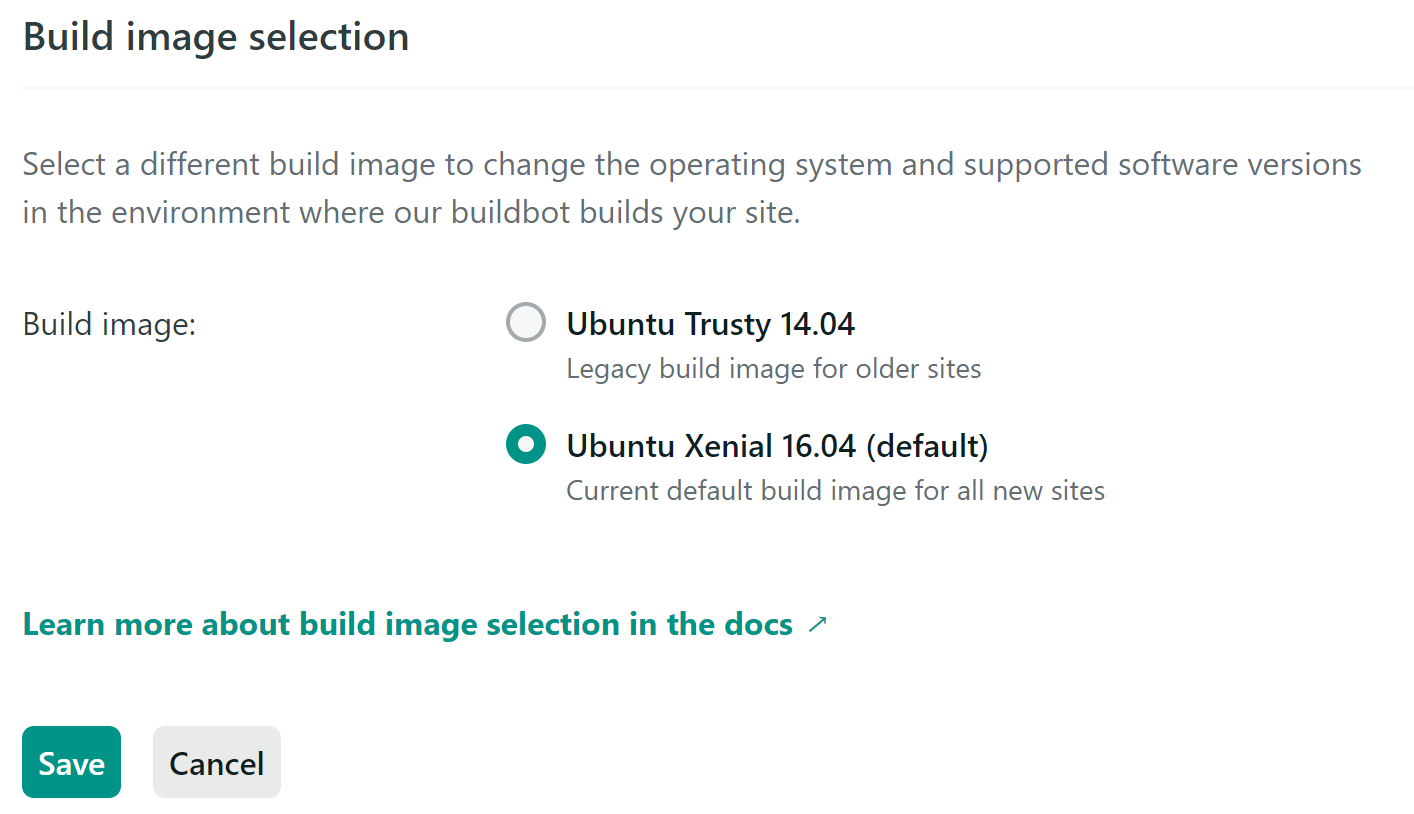 Build image selection
Select a different build image to change the operating system and supported software versions
in the environment where our buildbot builds your site.
Build image:
Ubuntu Trusty 14.04
Legacy build image for older sites
Ubuntu Xenial 16.04 (default)
Current default build image for all new sites
Learn more about build image selection in the docs ↗
Save
Cancel